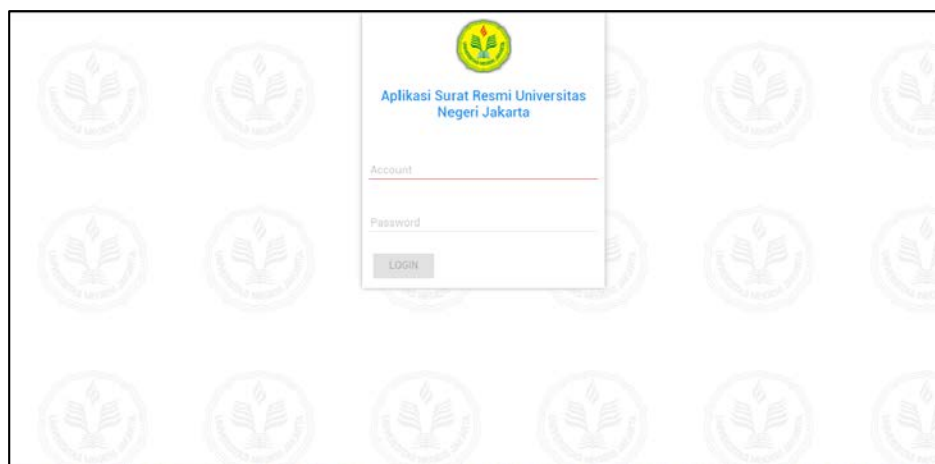 Aplikasi Surat Resmi Universitas
Negeri Jakarta
Account
Password
LOGIN